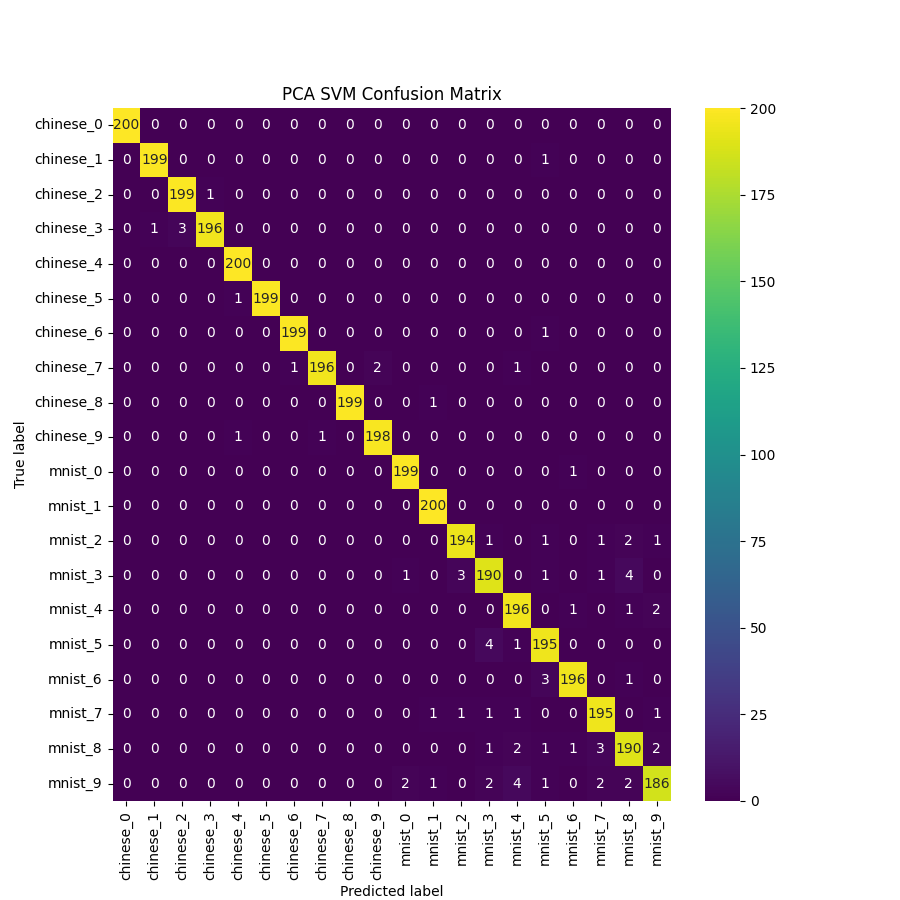 PCA SVM Confusion Matrix
chinese_0 200 0 0 0 0 0 0 0 0 0 0 0 0 0 0 0 0 0 0 0
chinese_1 0 199 0 0 0 0 0 0 0 0 0 0 0 0 0 1 0 0 0 0
chinese_2 0 0 199 1 0 0 0 0 0 0 0 0 0 0 0 0 0 0 0 0
chinese_3 0 1 3 196 0 0 0 0 0 0 0 0 0 0 0 0 0 0 0 0
chinese_4 0 0 0 0 200 0 0 0 0 0 0 0 0 0 0 0 0 0 0 0
chinese_5 0 0 0 0 1 199 0 0 0 0 0 0 0 0 0 0 0 0 0 0
chinese_6 0 0 0 0 0 0 199 0 0 0 0 0 0 0 0 1 0 0 0 0
chinese_7 0 0 0 0 0 0 1 196 0 2 0 0 0 0 1 0 0 0 0 0
chinese_8 0 0 0 0 0 0 0 0 199 0 0 1 0 0 0 0 0 0 0 0
chinese_9 0 0 0 0 1 0 0 1 0 198 0 0 0 0 0 0 0 0 0 0
mnist_0 0 0 0 0 0 0 0 0 0 0 199 0 0 0 0 0 1 0 0 0
mnist_1 0 0 0 0 0 0 0 0 0 0 0 200 0 0 0 0 0 0 0 0
mnist_2 0 0 0 0 0 0 0 0 0 0 0 0 194 1 0 1 0 1 2 1
mnist_3 0 0 0 0 0 0 0 0 0 0 1 0 3 190 0 1 0 1 4 0
mnist_4 0 0 0 0 0 0 0 0 0 0 0 0 0 0 196 0 1 0 1 2
mnist_5 0 0 0 0 0 0 0 0 0 0 0 0 0 4 1 195 0 0 0 0
mnist_6 0 0 0 0 0 0 0 0 0 0 0 0 0 0 0 3 196 0 1 0
mnist_7 0 0 0 0 0 0 0 0 0 0 0 1 1 1 1 0 0 195 0 1
mnist_8 0 0 0 0 0 0 0 0 0 0 0 0 0 1 2 1 1 3 190 2
mnist_9 0 0 0 0 0 0 0 0 0 0 2 1 0 2 4 1 0 2 2 186
True label
chinese_0 chinese_1 chinese_2 chinese_3 chinese_4 chinese_5 chinese_6 chinese_7 chinese_8 chinese_9 mnist_0 mnist_1 mnist_2 mnist_3 mnist_4 mnist_5 mnist_6 mnist_7 mnist_8 mnist_9
Predicted label
200
175
150
125
100
75
50
25
0